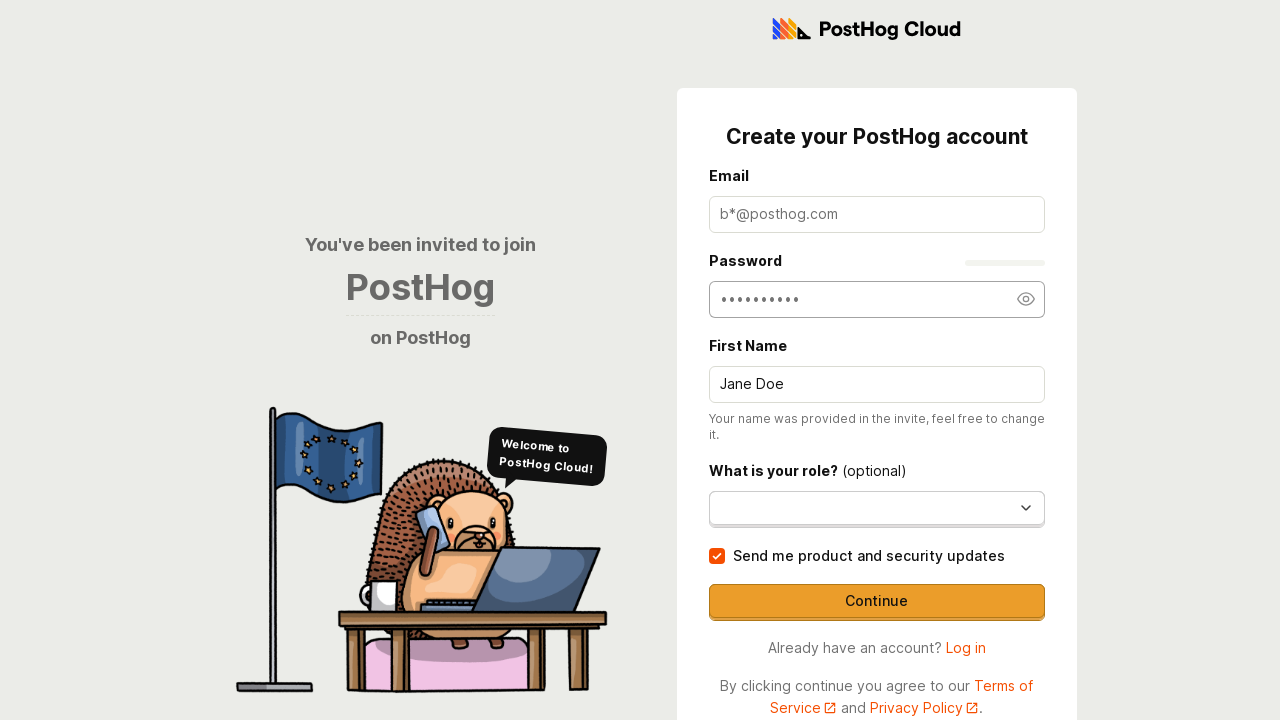 PostHog Cloud
You've been invited to join
PostHog
on PostHog
Welcome to
PostHog Cloud!
Create your PostHog account
Email
b*@posthog.com
Password
••••••••••
First Name
Jane Doe
Your name was provided in the invite, feel free to change
it.
What is your role? (optional)
Send me product and security updates
Continue
Already have an account? Log in
By clicking continue you agree to our Terms of
Service and Privacy Policy.